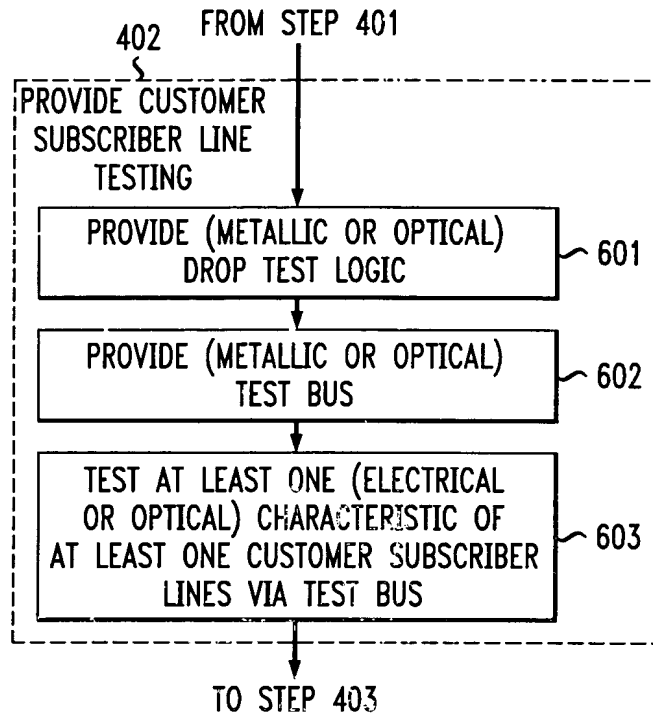 FROM STEP 401
402
PROVIDE CUSTOMER
SUBSCRIBER LINE
TESTING
PROVIDE (METALLIC OR OPTICAL)
DROP TEST LOGIC
601
PROVIDE (METALLIC OR OPTICAL)
TEST BUS
602
TEST AT LEAST ONE (ELECTRICAL
OR OPTICAL) CHARACTERISTIC OF
AT LEAST ONE CUSTOMER SUBSCRIBER
LINES VIA TEST BUS
603
TO STEP 403